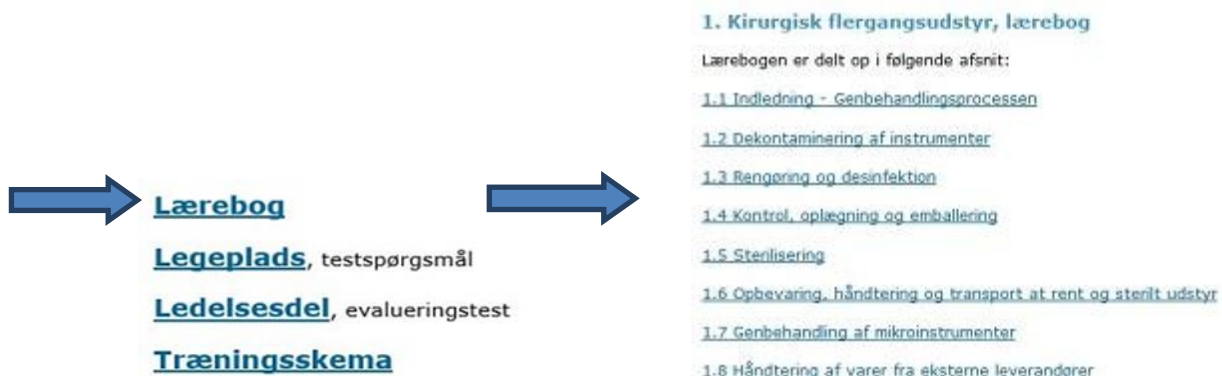 Lærebog
Legeplads, testspørgsmål
Ledelsesdel, evalueringstest
Træningsskema
1. Kirurgisk flergangsudstyr, lærebog
Lærebogen er delt op i følgende afsnit:
1.1 Indledning - Genbehandlingsprocessen
1.2 Dekontaminering af instrumenter
1.3 Rengøring og desinfektion
1.4 Kontrol, oplægning og emballering
1.5 Sterilisering
1.6 Opbevaring, håndtering og transport at rent og sterilt udstyr
1.7 Genbehandling af mikroinstrumenter
1.8 Håndtering af varer fra eksterne leverandører